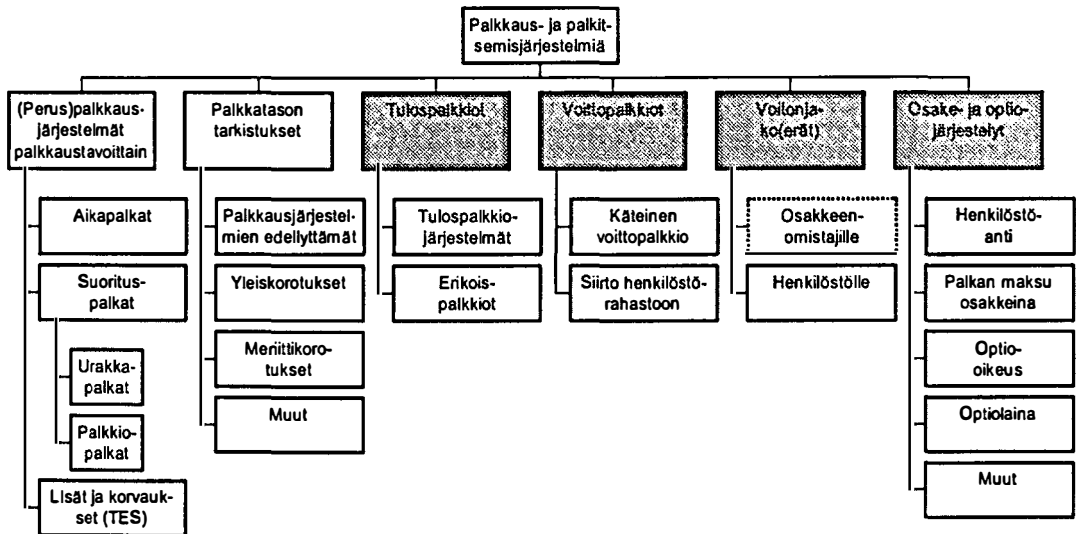 Palkkaus- ja palkit-
semisjärjestelmiä
(Perus)palkkaus-
järjestelmät
palkkaustavoittain
Aikapalkat
Suoritus-
palkat
Urakka-
palkat
Palkkio-
palkat
Lisät ja korvauk-
set (TES)
Palkkatason
tarkistukset
Palkkausjärjestel-
mien edellyttämät
Yleiskorotukset
Meriittikoro-
tukset
Muut
Tulospalkkiot
Tulospalkkio-
järjestelmät
Erikois-
palkkiot
Voittopalkkiot
Käteinen
voittopalkkio
Siirto henkilöstö-
rahastoon
Voitonja-
ko(erät)
Osakkeen-
omistajille
Henkilöstölle
Osake- ja optio-
järjestelyt
Henkilöstö-
anti
Palkan maksu
osakkeina
Optio-
oikeus
Optiolaina
Muut